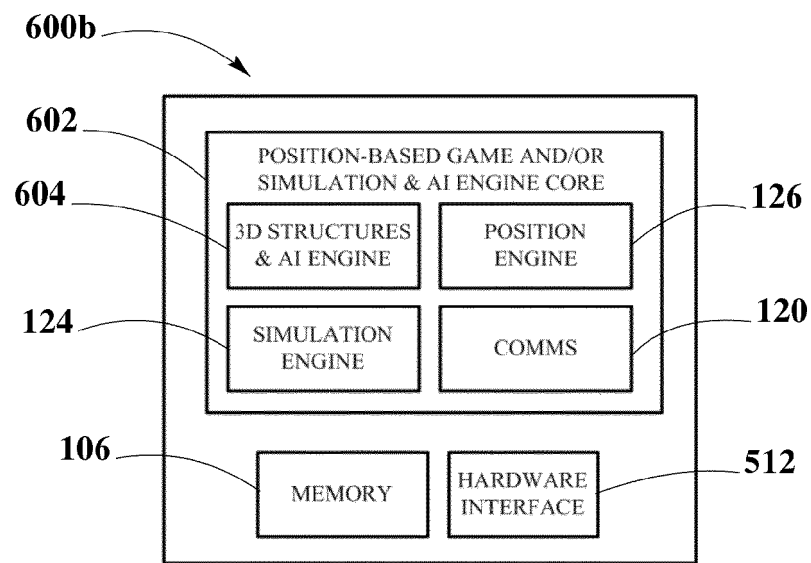 600b
602
POSITION-BASED GAME AND/OR
SIMULATION & AI ENGINE CORE
604
3D STRUCTURES
& AI ENGINE
POSITION
ENGINE
126
124
SIMULATION
ENGINE
COMMS
120
106
MEMORY
HARDWARE
INTERFACE
512